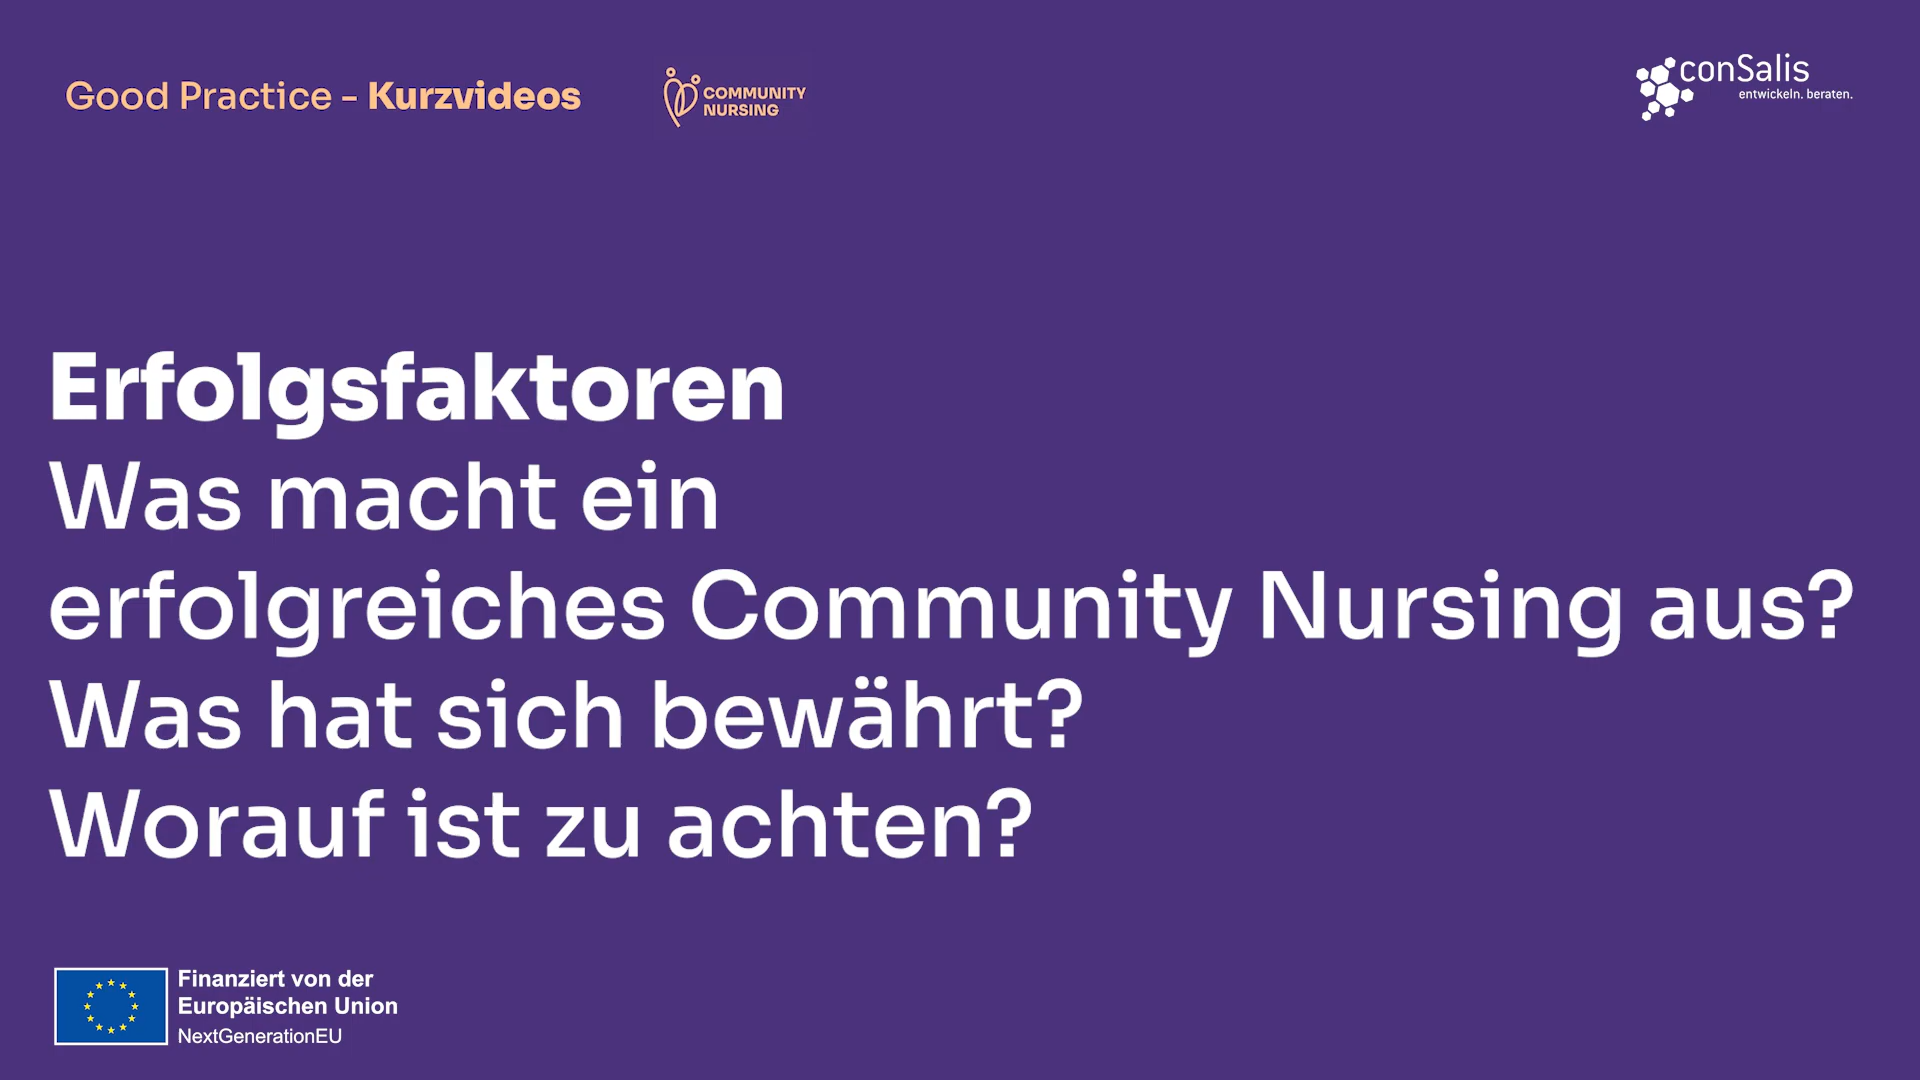 Good Practice - Kurzvideos
COMMUNITY
NURSING
conSalis
entwickeln. beraten.
Erfolgsfaktoren
Was macht ein
erfolgreiches Community Nursing aus?
Was hat sich bewährt?
Worauf ist zu achten?
Finanziert von der
Europäischen Union
NextGenerationEU